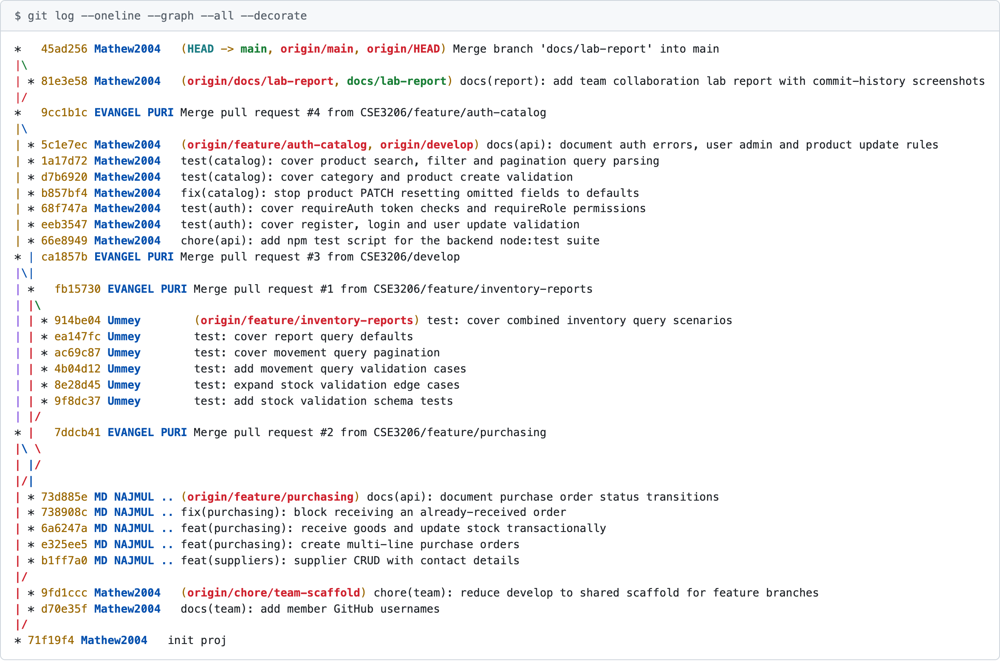 $ git log --oneline --graph --all --decorate
*   45ad256 Mathew2004   (HEAD -> main, origin/main, origin/HEAD) Merge branch 'docs/lab-report' into main
|\
| * 81e3e58 Mathew2004   (origin/docs/lab-report, docs/lab-report) docs(report): add team collaboration lab report with commit-history screenshots
|/
*   9cc1b1c EVANGEL PURI Merge pull request #4 from CSE3206/feature/auth-catalog
|\
| * 5c1e7ec Mathew2004   (origin/feature/auth-catalog, origin/develop) docs(api): document auth errors, user admin and product update rules
| * 1a17d72 Mathew2004   test(catalog): cover product search, filter and pagination query parsing
| * d7b6920 Mathew2004   test(catalog): cover category and product create validation
| * b857bf4 Mathew2004   fix(catalog): stop product PATCH resetting omitted fields to defaults
| * 68f747a Mathew2004   test(auth): cover requireAuth token checks and requireRole permissions
| * eeb3547 Mathew2004   test(auth): cover register, login and user update validation
| * 66e8949 Mathew2004   chore(api): add npm test script for the backend node:test suite
* | ca1857b EVANGEL PURI Merge pull request #3 from CSE3206/develop
|\|
| *   fb15730 EVANGEL PURI Merge pull request #1 from CSE3206/feature/inventory-reports
| |\
| | * 914be04 Ummey        (origin/feature/inventory-reports) test: cover combined inventory query scenarios
| | * ea147fc Ummey        test: cover report query defaults
| | * ac69c87 Ummey        test: cover movement query pagination
| | * 4b04d12 Ummey        test: add movement query validation cases
| | * 8e28d45 Ummey        test: expand stock validation edge cases
| | * 9f8dc37 Ummey        test: add stock validation schema tests
| |/
* |   7ddcb41 EVANGEL PURI Merge pull request #2 from CSE3206/feature/purchasing
|\ \
| |/
|/|
| * 73d885e MD NAJMUL .. (origin/feature/purchasing) docs(api): document purchase order status transitions
| * 738908c MD NAJMUL .. fix(purchasing): block receiving an already-received order
| * 6a6247a MD NAJMUL .. feat(purchasing): receive goods and update stock transactionally
| * e325ee5 MD NAJMUL .. feat(purchasing): create multi-line purchase orders
| * b1ff7a0 MD NAJMUL .. feat(suppliers): supplier CRUD with contact details
|/
| * 9fd1ccc Mathew2004   (origin/chore/team-scaffold) chore(team): reduce develop to shared scaffold for feature branches
| * d70e35f Mathew2004   docs(team): add member GitHub usernames
|/
* 71f19f4 Mathew2004   init proj